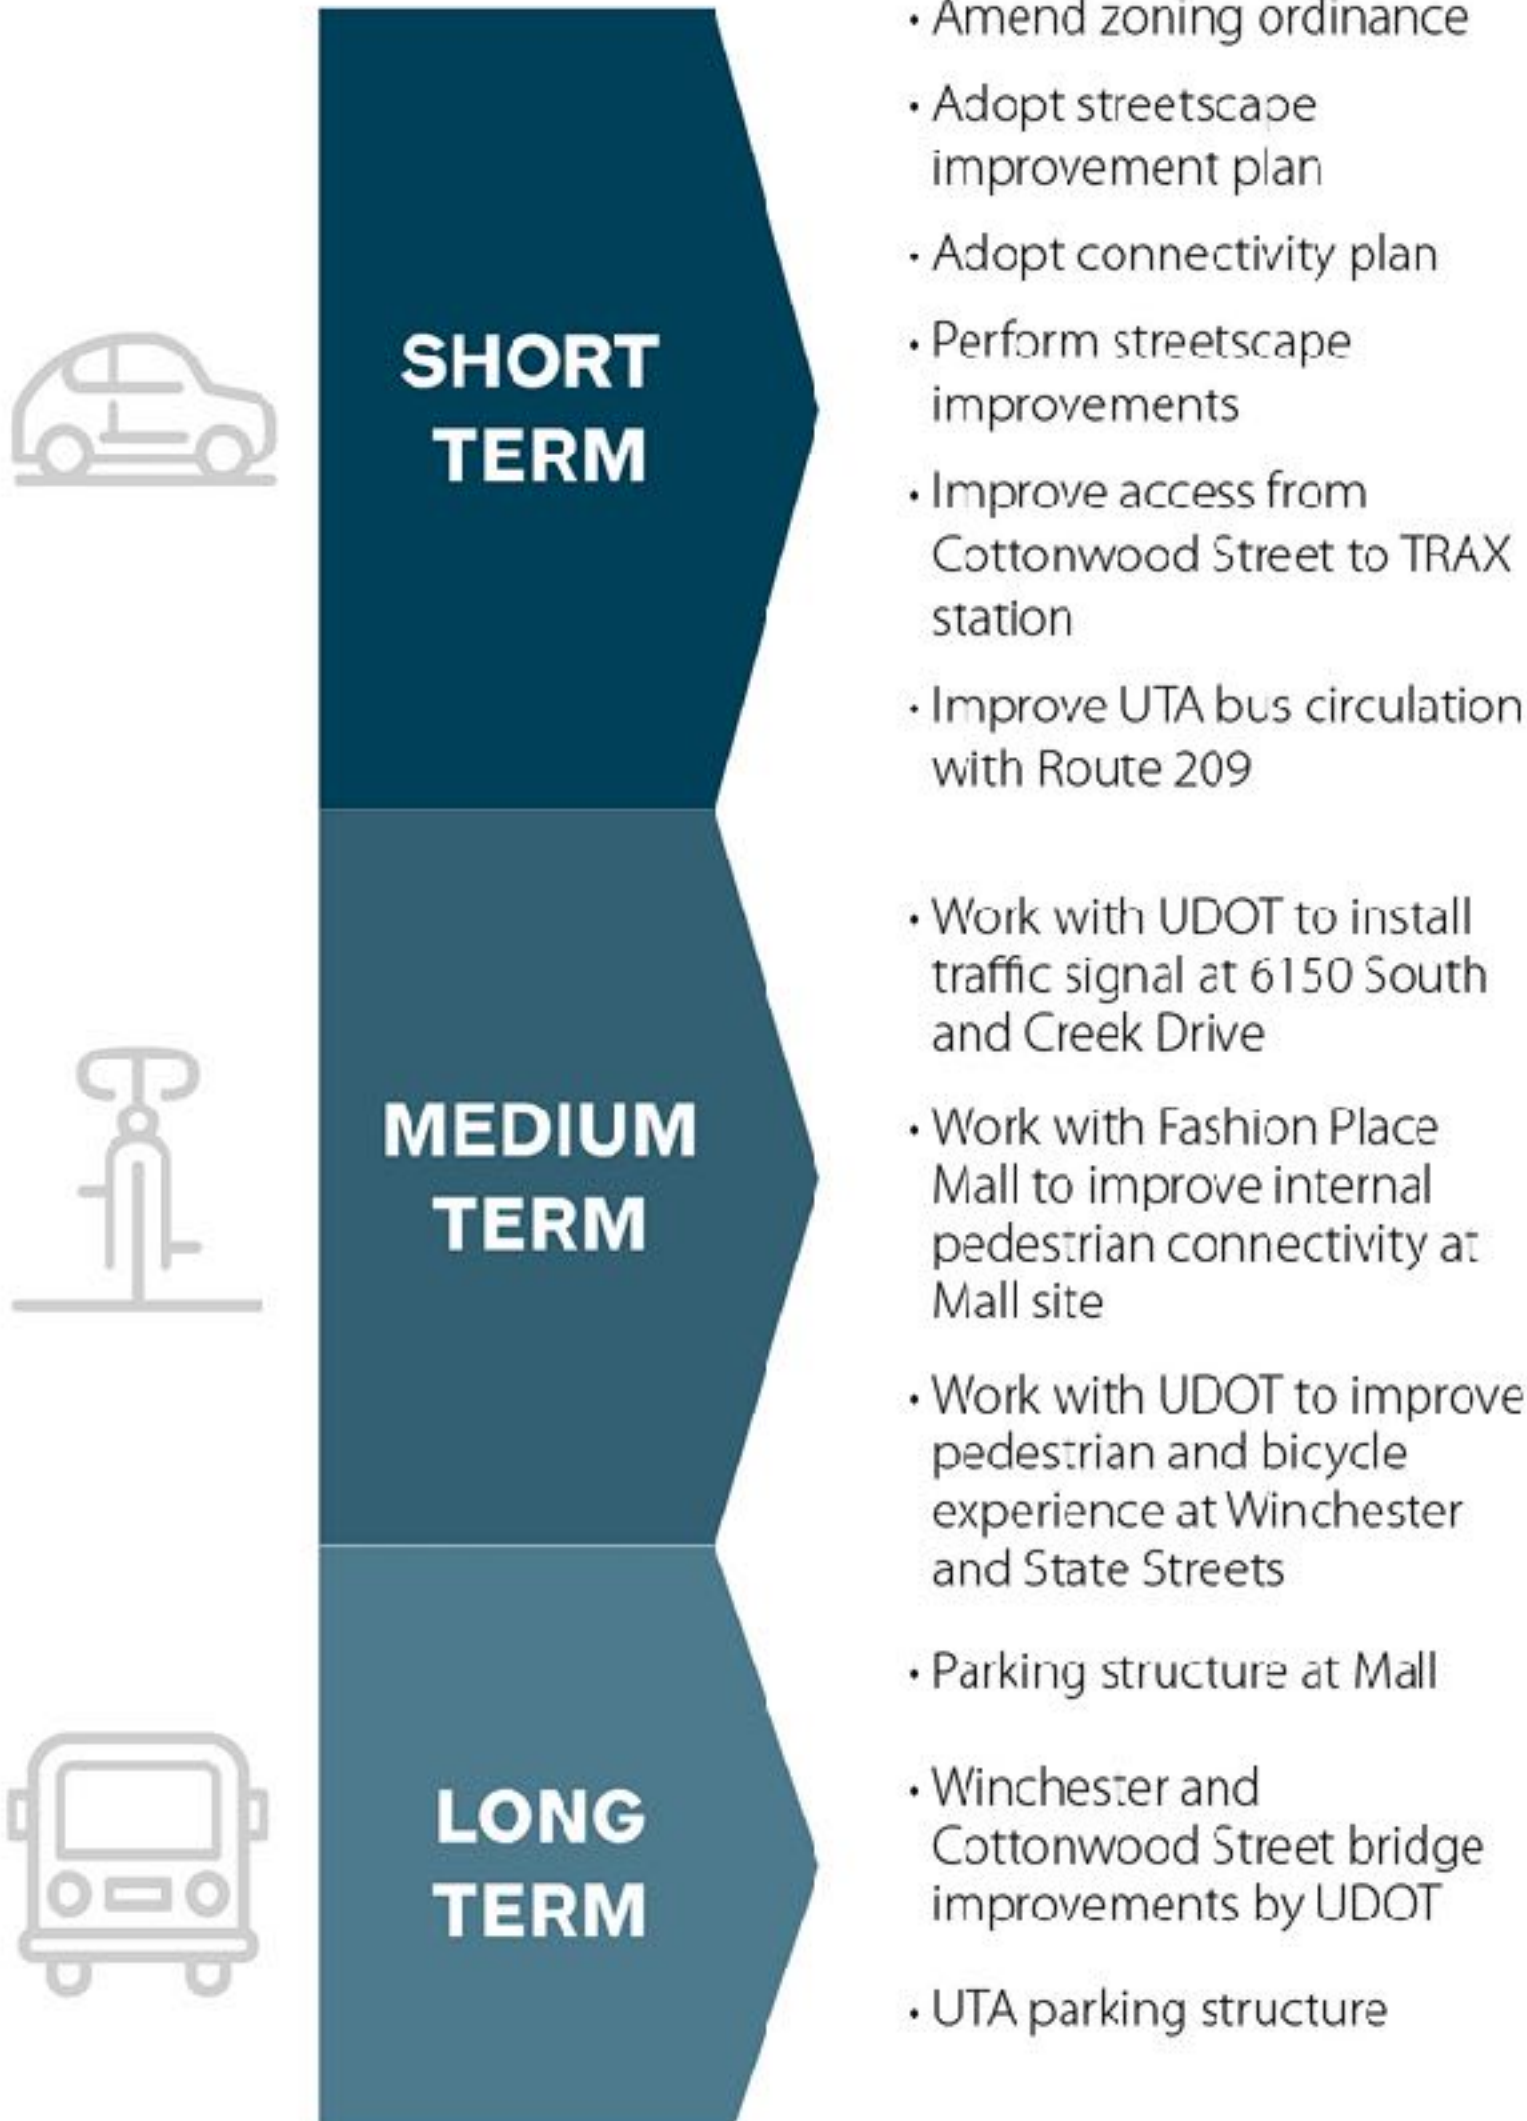 • Amend zoning ordinance
• Adopt streetscape
improvement plan
• Adopt connectivity plan
• Perform streetscape
improvements
• Improve access from
Cottonwood Street to TRAX
station
• Improve UTA bus circulation
with Route 209
SHORT
TERM
• Work with UDOT to install
traffic signal at 6150 South
and Creek Drive
• Work with Fashion Place
Mall to improve internal
pedestrian connectivity at
Mall site
• Work with UDOT to improve
pedestrian and bicycle
experience at Winchester
and State Streets
MEDIUM
TERM
• Parking structure at Mall
• Winchester and
Cottonwood Street bridge
improvements by UDOT
• UTA parking structure
LONG
TERM